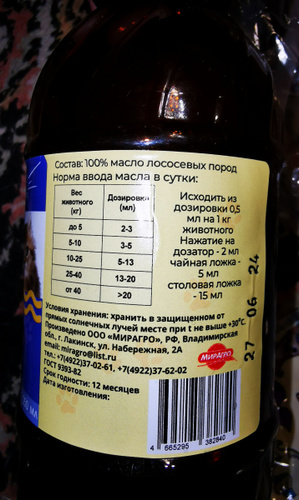 Состав: 100% масло лососевых пород
Норма ввода масла в сутки:
Вес животного (кг) Дозировка (мл)
до 5 2-3
5-10 3-5
10-25 5-13
25-40 13-20
от 40 >20
Исходить из
дозировки 0,5
мл на 1 кг
животного
Нажатие на
дозатор - 2 мл
чайная ложка -
5 мл
столовая ложка
- 15 мл
27 06 24
Условия хранения: хранить в защищенном от
прямых солнечных лучей месте при t не выше +30°С.
Произведено ООО «МИРАГРО», РФ, Владимирская
обл., г. Лакинск, ул. Набережная, 2А
email: miragro@list.ru
тел.: +7(4922)37-02-61, +7(4922)37-62-02
ГОСТ 9393-82
Срок годности: 12 месяцев
Дата изготовления:
МИРАГРО
4 665295 382840
МЛ